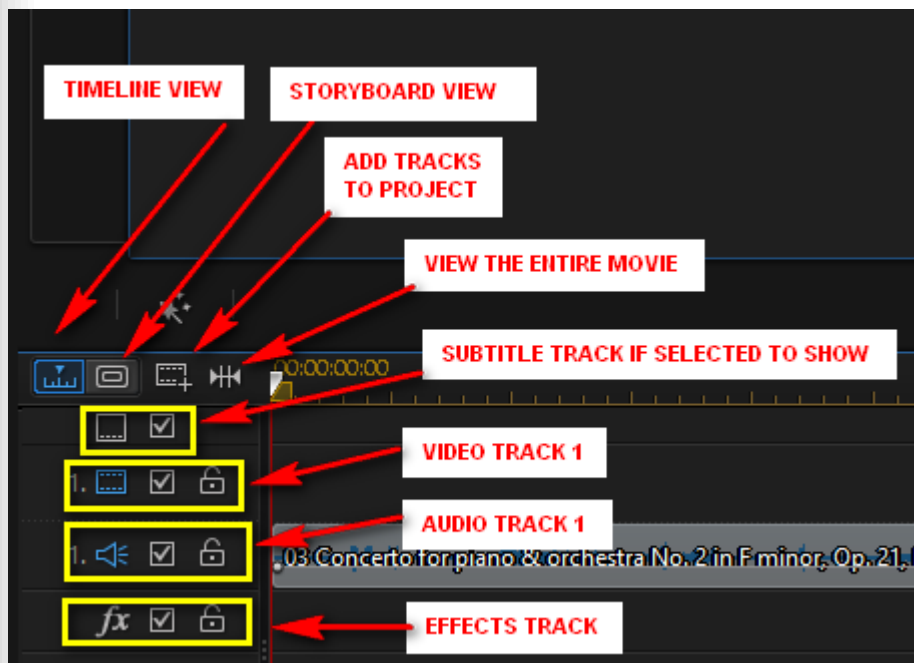 TIMELINE VIEW
STORYBOARD VIEW
ADD TRACKS
TO PROJECT
VIEW THE ENTIRE MOVIE
SUBTITLE TRACK IF SELECTED TO SHOW
00:00:00:00
VIDEO TRACK 1
1.
AUDIO TRACK 1
1.
03 Concerto for piano & orchestra No. 2 in F minor, Op. 21,
fx
EFFECTS TRACK